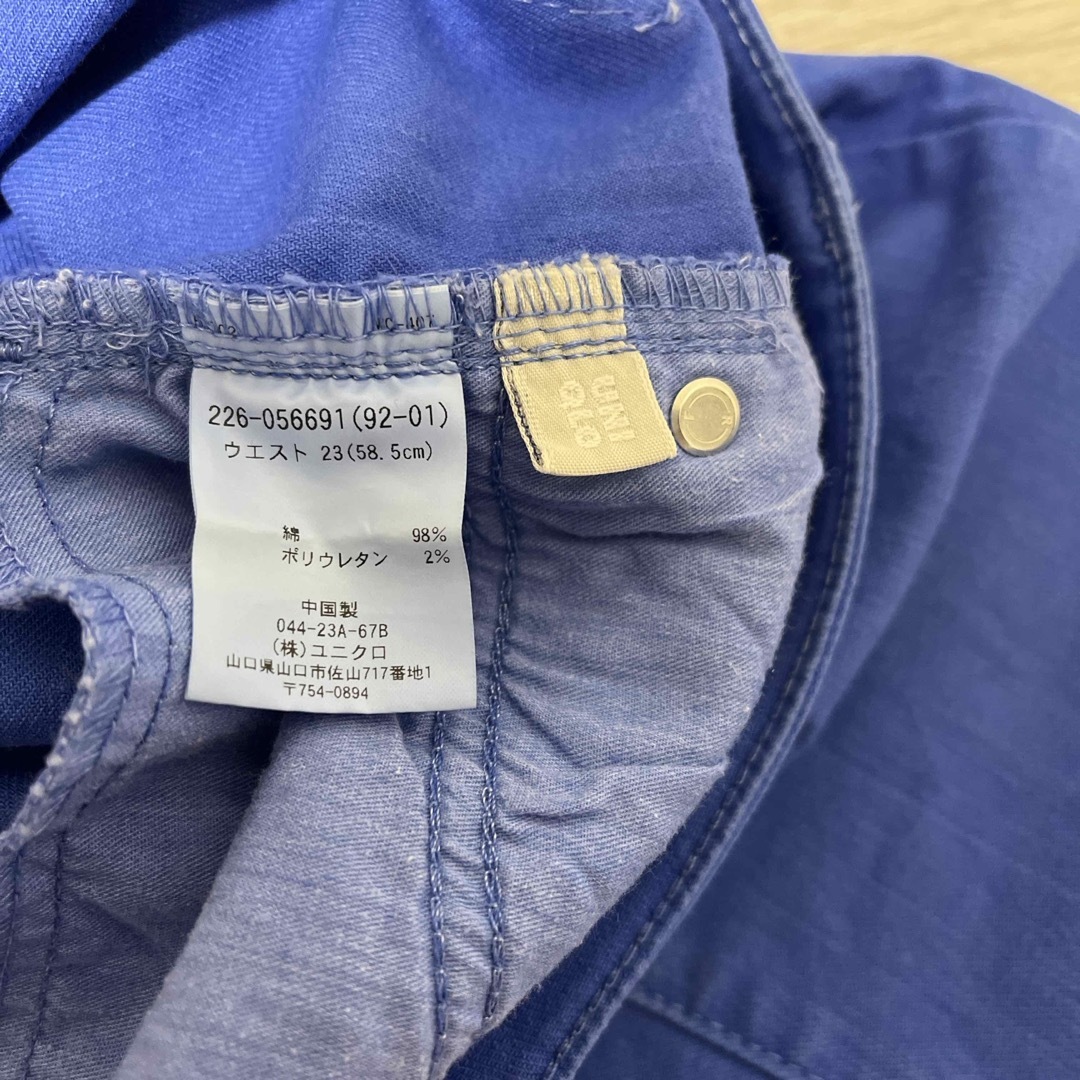 226-056691(92-01)
ウエスト 23(58.5cm)
綿 98%
ポリウレタン 2%
中国製
044-23A-67B
(株)ユニクロ
山口県山口市佐山717番地1
〒754-0894
UNI
QLO